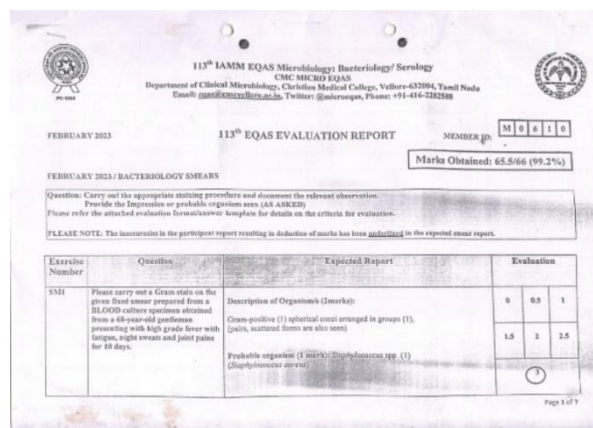 113th IAMM EQAS Microbiology: Bacteriology/ Serology
CMC MICRO EQAS
Department of Clinical Microbiology, Christian Medical College, Vellore-632004, Tamil Nadu
Email: eqas@cmcvellore.ac.in, Twitter: @microeqas, Phone: +91-416-2282588
FEBRUARY 2023
113th EQAS EVALUATION REPORT
MEMBER ID: M 0 6 1 0
Marks Obtained: 65.5/66 (99.2%)
FEBRUARY 2023 / BACTERIOLOGY SMEARS
Question: Carry out the appropriate staining procedure and document the relevant observation.
Provide the Impression or probable organism seen (AS ASKED)
Please refer the attached evaluation format/answer template for details on the criteria for evaluation.
PLEASE NOTE: The inaccuracies in the participant report resulting in deduction of marks has been underlined in the expected smear report.
Exercise Number
Question
Expected Report
Evaluation
SM1
Please carry out a Gram stain on the
given fixed smear prepared from a
BLOOD culture specimen obtained
from a 68-year-old gentleman
presenting with high grade fever with
fatigue, night sweats and joint pains
for 10 days.
Description of Organism/s (2marks):
Gram-positive (1) spherical cocci arranged in groups (1),
(pairs, scattered forms are also seen)
Probable organism (1 mark): Staphylococcus spp. (1)
(Staphylococcus aureus)
0 0.5 1
1.5 2 2.5
3
Page 1 of 7